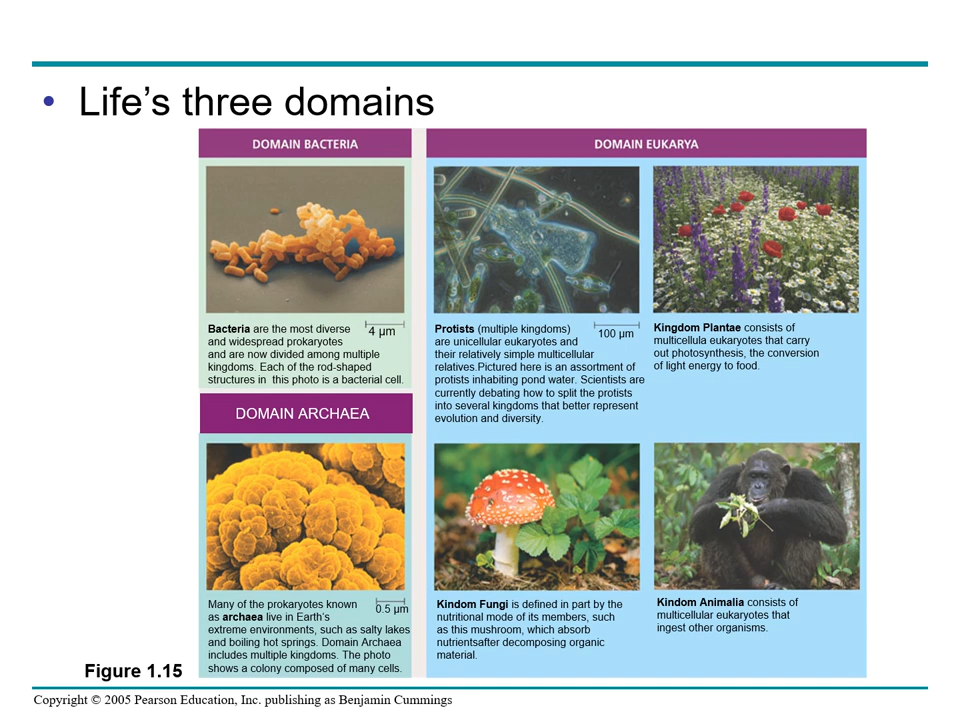 • Life’s three domains
DOMAIN BACTERIA
4 µm
Bacteria are the most diverse
and widespread prokaryotes
and are now divided among multiple
kingdoms. Each of the rod-shaped
structures in this photo is a bacterial cell.
DOMAIN ARCHAEA
0.5 µm
Many of the prokaryotes known
as archaea live in Earth’s
extreme environments, such as salty lakes
and boiling hot springs. Domain Archaea
includes multiple kingdoms. The photo
shows a colony composed of many cells.
DOMAIN EUKARYA
100 µm
Protists (multiple kingdoms)
are unicellular eukaryotes and
their relatively simple multicellular
relatives.Pictured here is an assortment of
protists inhabiting pond water. Scientists are
currently debating how to split the protists
into several kingdoms that better represent
evolution and diversity.
Kingdom Plantae consists of
multicellula eukaryotes that carry
out photosynthesis, the conversion
of light energy to food.
Kindom Fungi is defined in part by the
nutritional mode of its members, such
as this mushroom, which absorb
nutrientsafter decomposing organic
material.
Kindom Animalia consists of
multicellular eukaryotes that
ingest other organisms.
Figure 1.15
Copyright © 2005 Pearson Education, Inc. publishing as Benjamin Cummings